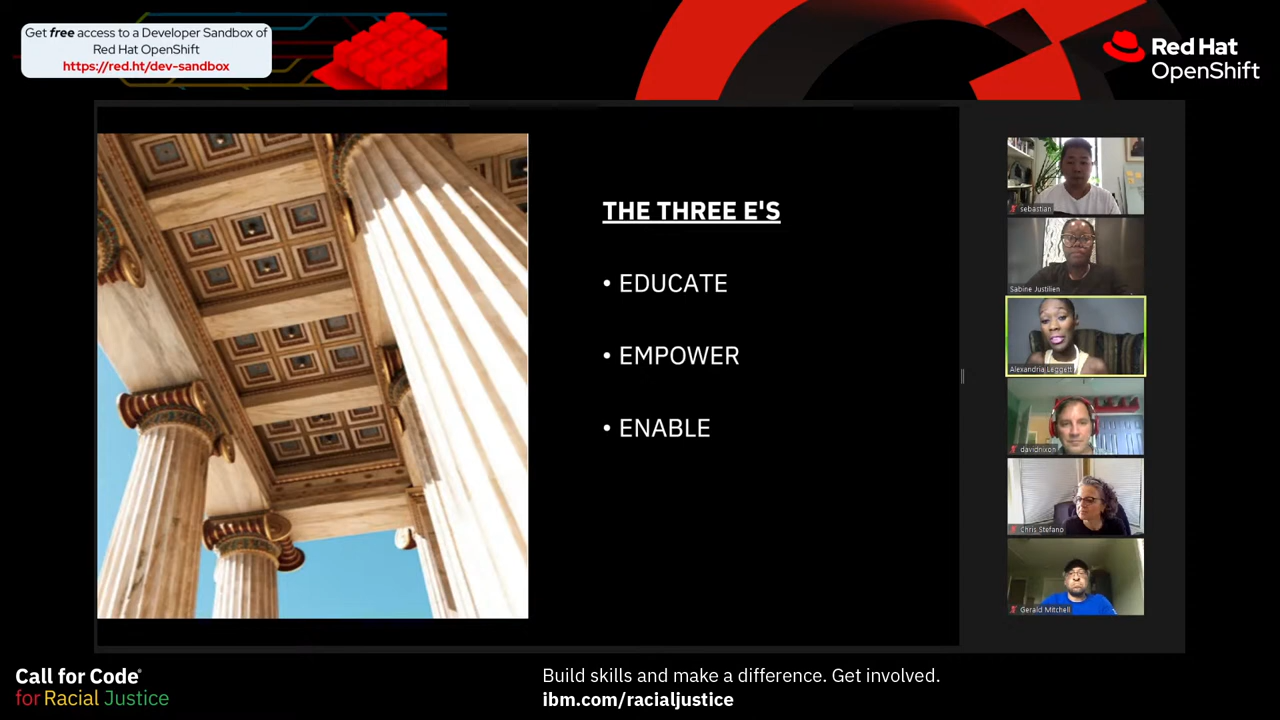 Get free access to a Developer Sandbox of
Red Hat OpenShift
https://red.ht/dev-sandbox
Red Hat
OpenShift
THE THREE E'S
• EDUCATE
• EMPOWER
• ENABLE
sebastian
Sabine Justilien
Alexandria Leggett
davidnixon
Chris Stefano
Gerald Mitchell
Call for Code®
for Racial Justice
Build skills and make a difference. Get involved.
ibm.com/racialjustice